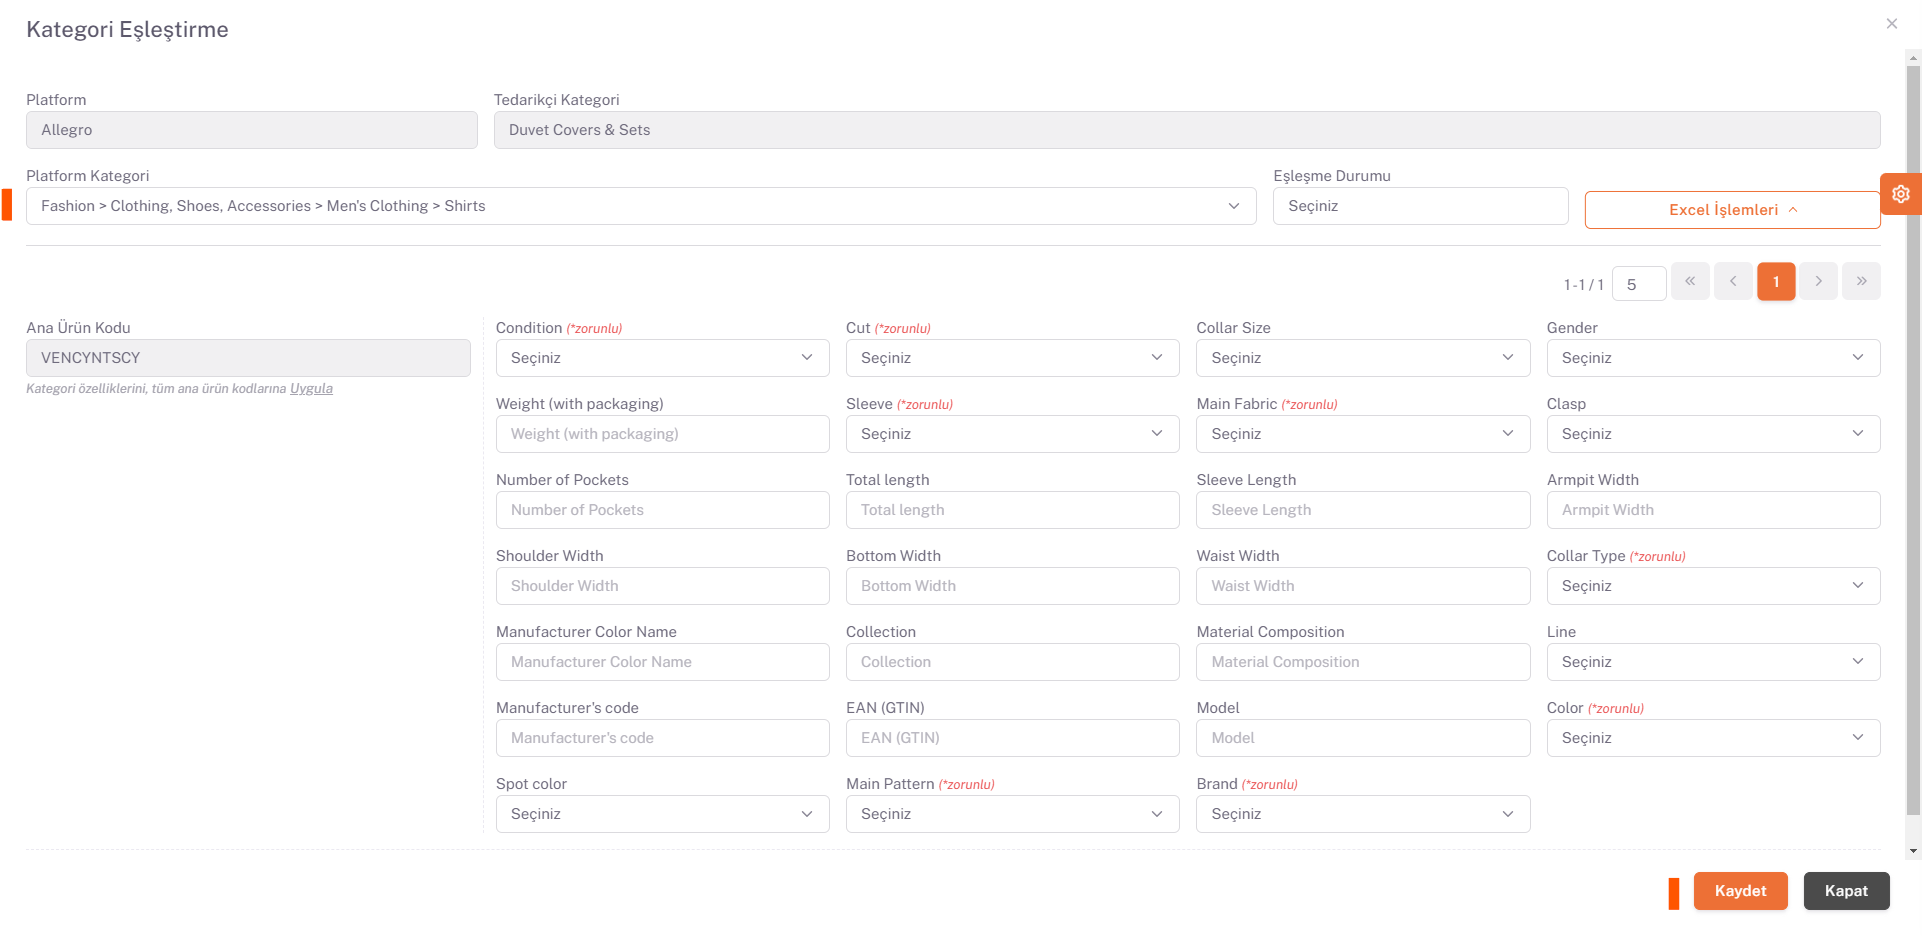 Kategori Eşleştirme
Platform
Tedarikçi Kategori
Allegro
Duvet Covers & Sets
Platform Kategori
Eşleşme Durumu
Fashion > Clothing, Shoes, Accessories > Men's Clothing > Shirts
Seçiniz
Excel İşlemleri
1 - 1 / 1
5
«
‹
1
›
»
Ana Ürün Kodu
VENCYNTSCY
Kategori özelliklerini, tüm ana ürün kodlarına Uygula
Condition (*zorunlu)
Cut (*zorunlu)
Collar Size
Gender
Seçiniz
Seçiniz
Seçiniz
Seçiniz
Weight (with packaging)
Sleeve (*zorunlu)
Main Fabric (*zorunlu)
Clasp
Weight (with packaging)
Seçiniz
Seçiniz
Seçiniz
Number of Pockets
Total length
Sleeve Length
Armpit Width
Number of Pockets
Total length
Sleeve Length
Armpit Width
Shoulder Width
Bottom Width
Waist Width
Collar Type (*zorunlu)
Shoulder Width
Bottom Width
Waist Width
Seçiniz
Manufacturer Color Name
Collection
Material Composition
Line
Manufacturer Color Name
Collection
Material Composition
Seçiniz
Manufacturer's code
EAN (GTIN)
Model
Color (*zorunlu)
Manufacturer's code
EAN (GTIN)
Model
Seçiniz
Spot color
Main Pattern (*zorunlu)
Brand (*zorunlu)
Seçiniz
Seçiniz
Seçiniz
Kaydet
Kapat